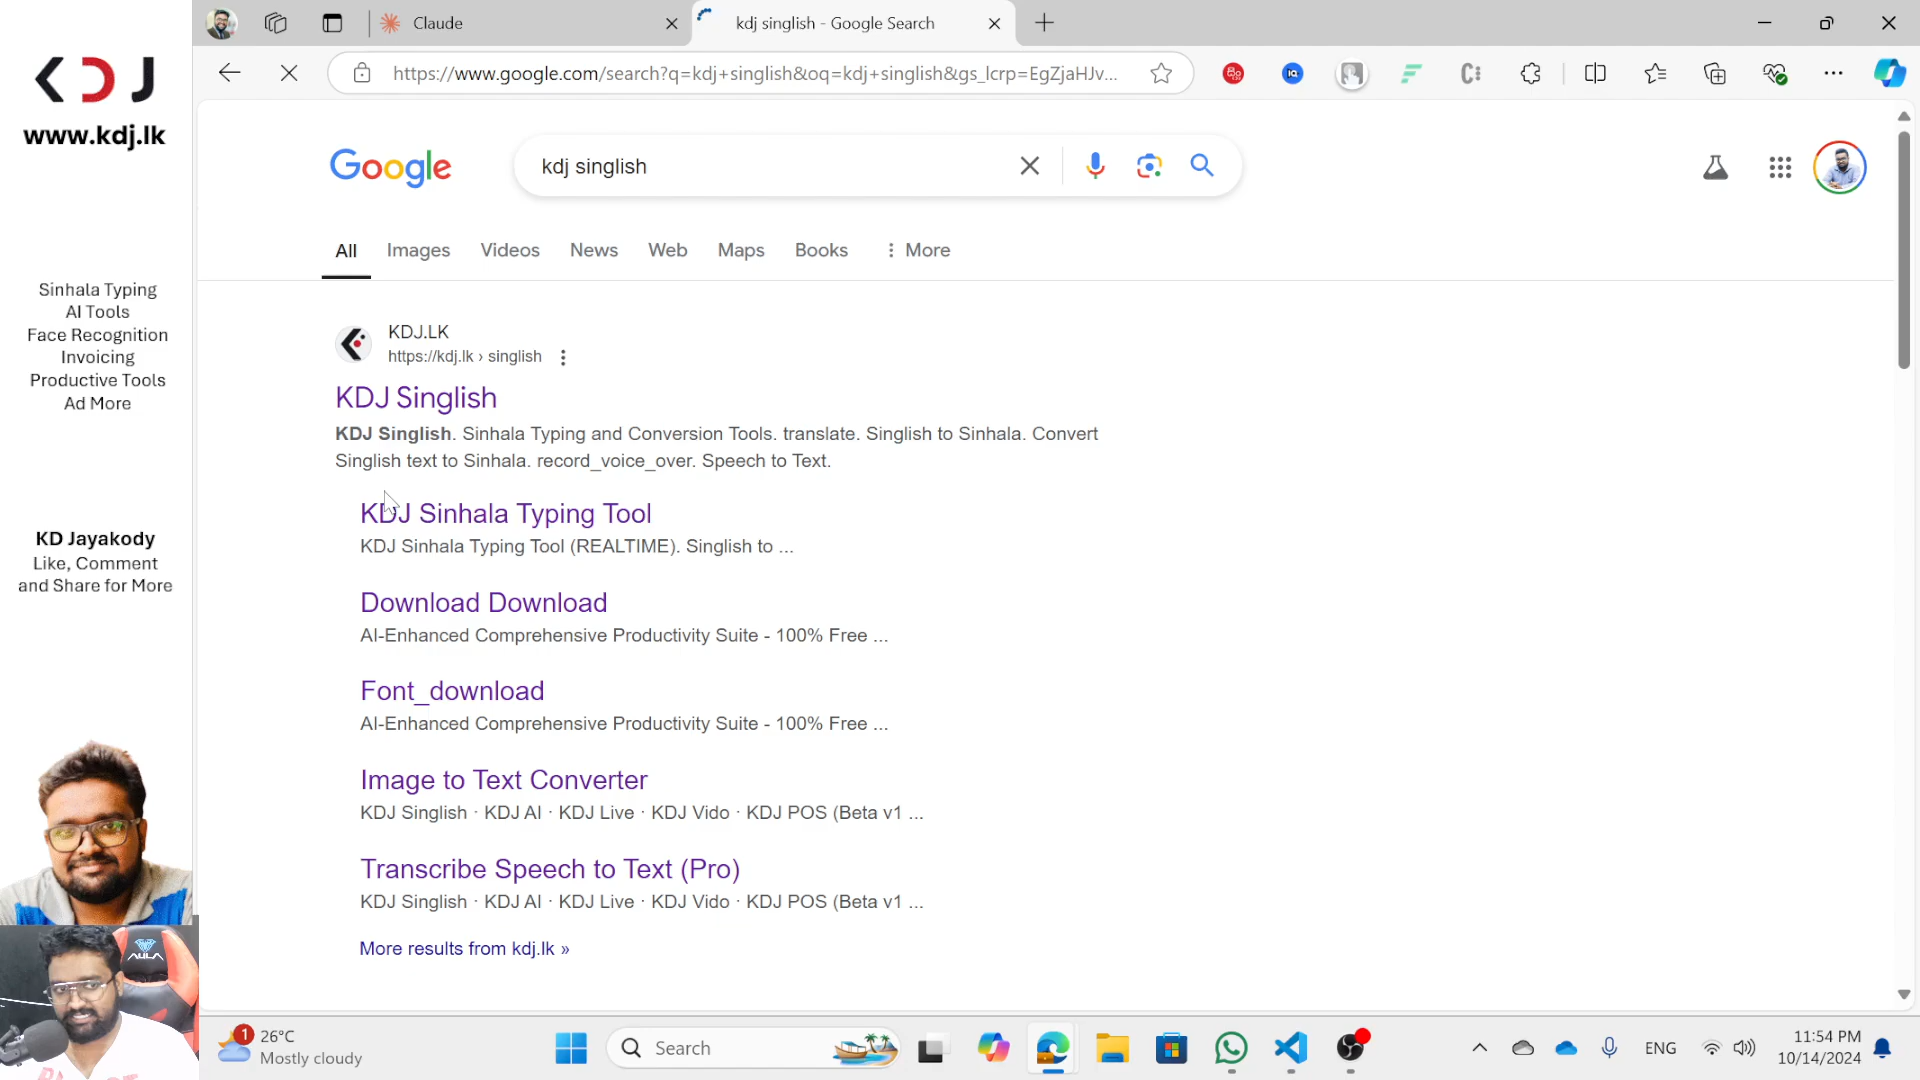 KDJ
www.kdj.lk
Sinhala Typing
AI Tools
Face Recognition
Invoicing
Productive Tools
Ad More
KD Jayakody
Like, Comment
and Share for More
Claude
kdj singlish - Google Search
https://www.google.com/search?q=kdj+singlish&oq=kdj+singlish&gs_lcrp=EgZjaHJv...
Google
kdj singlish
All Images Videos News Web Maps Books More
KDJ.LK
https://kdj.lk › singlish
KDJ Singlish
KDJ Singlish. Sinhala Typing and Conversion Tools. translate. Singlish to Sinhala. Convert
Singlish text to Sinhala. record_voice_over. Speech to Text.
KDJ Sinhala Typing Tool
KDJ Sinhala Typing Tool (REALTIME). Singlish to ...
Download Download
AI-Enhanced Comprehensive Productivity Suite - 100% Free ...
Font_download
AI-Enhanced Comprehensive Productivity Suite - 100% Free ...
Image to Text Converter
KDJ Singlish · KDJ AI · KDJ Live · KDJ Vido · KDJ POS (Beta v1 ...
Transcribe Speech to Text (Pro)
KDJ Singlish · KDJ AI · KDJ Live · KDJ Vido · KDJ POS (Beta v1 ...
More results from kdj.lk »
AULA
1
26°C
Mostly cloudy
Search
ENG
11:54 PM
10/14/2024